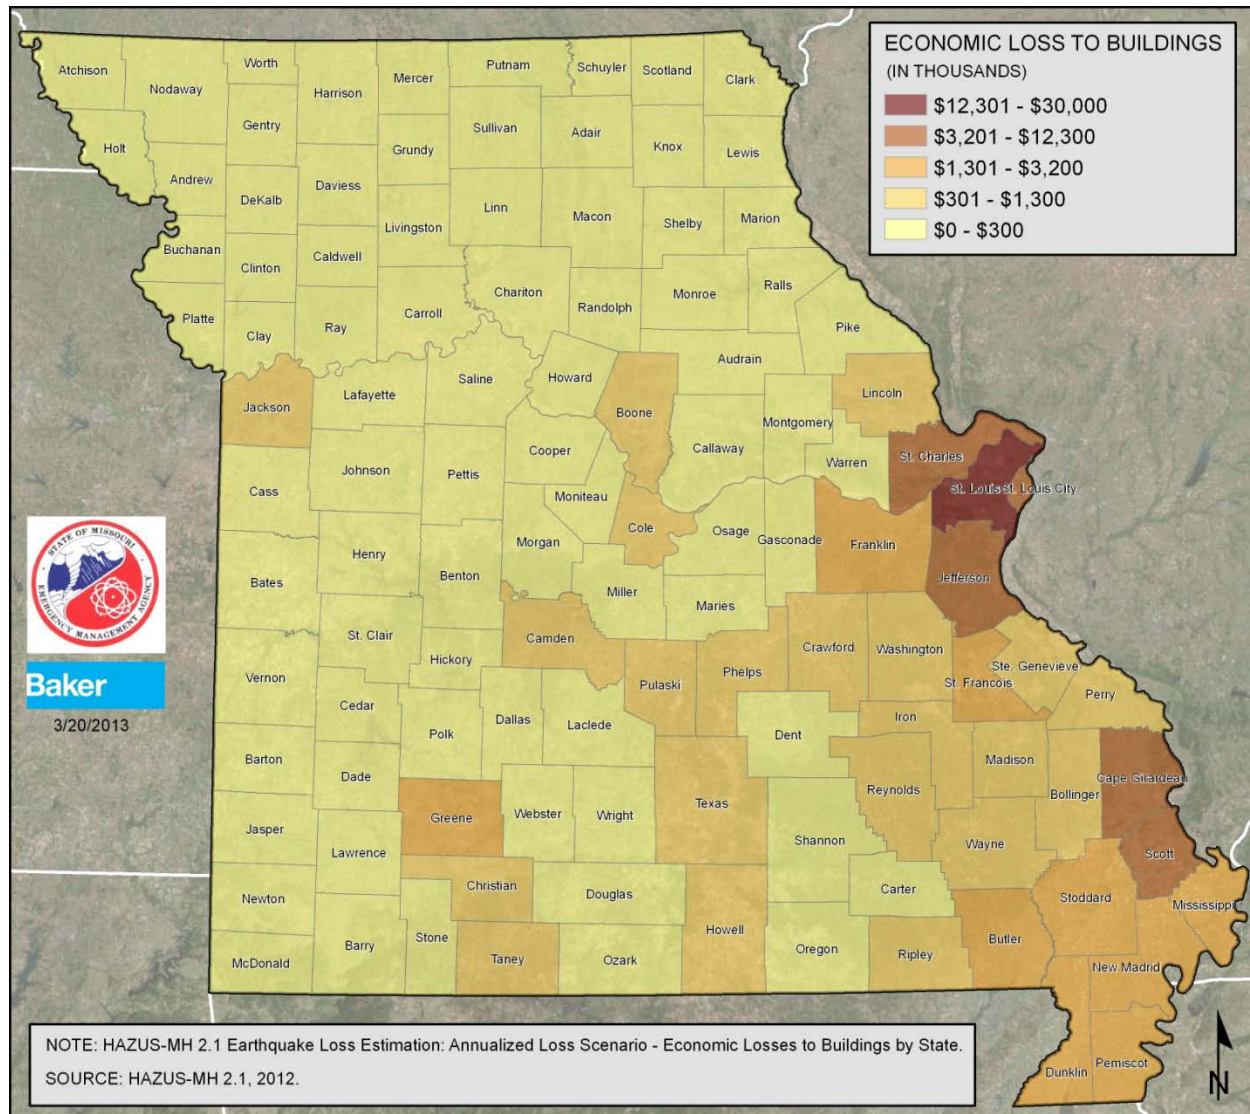 ECONOMIC LOSS TO BUILDINGS
(IN THOUSANDS)
$12,301 - $30,000
$3,201 - $12,300
$1,301 - $3,200
$301 - $1,300
$0 - $300
Atchison
Nodaway
Worth
Harrison
Mercer
Putnam
Schuyler
Scotland
Clark
Gentry
Sullivan
Adair
Holt
Grundy
Knox
Lewis
Andrew
DeKalb
Daviess
Livingston
Linn
Macon
Shelby
Marion
Buchanan
Clinton
Caldwell
Chariton
Randolph
Monroe
Ralls
Platte
Clay
Ray
Carroll
Pike
Audrain
Jackson
Lafayette
Saline
Howard
Boone
Lincoln
Montgomery
Callaway
Cooper
Warren
St. Charles
Cass
Johnson
Pettis
Moniteau
St. Louis
St. Louis City
Cole
Osage
Gasconade
Franklin
Morgan
Henry
Jefferson
Bates
Benton
Miller
Maries
St. Clair
Camden
Hickory
Vernon
Pulaski
Phelps
Crawford
Washington
Ste. Genevieve
St. Francois
Perry
Cedar
Polk
Dallas
Laclede
Dent
Iron
Barton
Dade
Madison
Cape Girardeau
Reynolds
Bollinger
Texas
Jasper
Greene
Webster
Wright
Shannon
Wayne
Lawrence
Scott
Christian
Newton
Douglas
Carter
Stoddard
Mississippi
Howell
Barry
Stone
Taney
Ozark
Oregon
Ripley
Butler
McDonald
New Madrid
Dunklin
Pemiscot
STATE OF MISSOURI
EMERGENCY MANAGEMENT AGENCY
Baker
3/20/2013
NOTE: HAZUS-MH 2.1 Earthquake Loss Estimation: Annualized Loss Scenario - Economic Losses to Buildings by State.
SOURCE: HAZUS-MH 2.1, 2012.
N